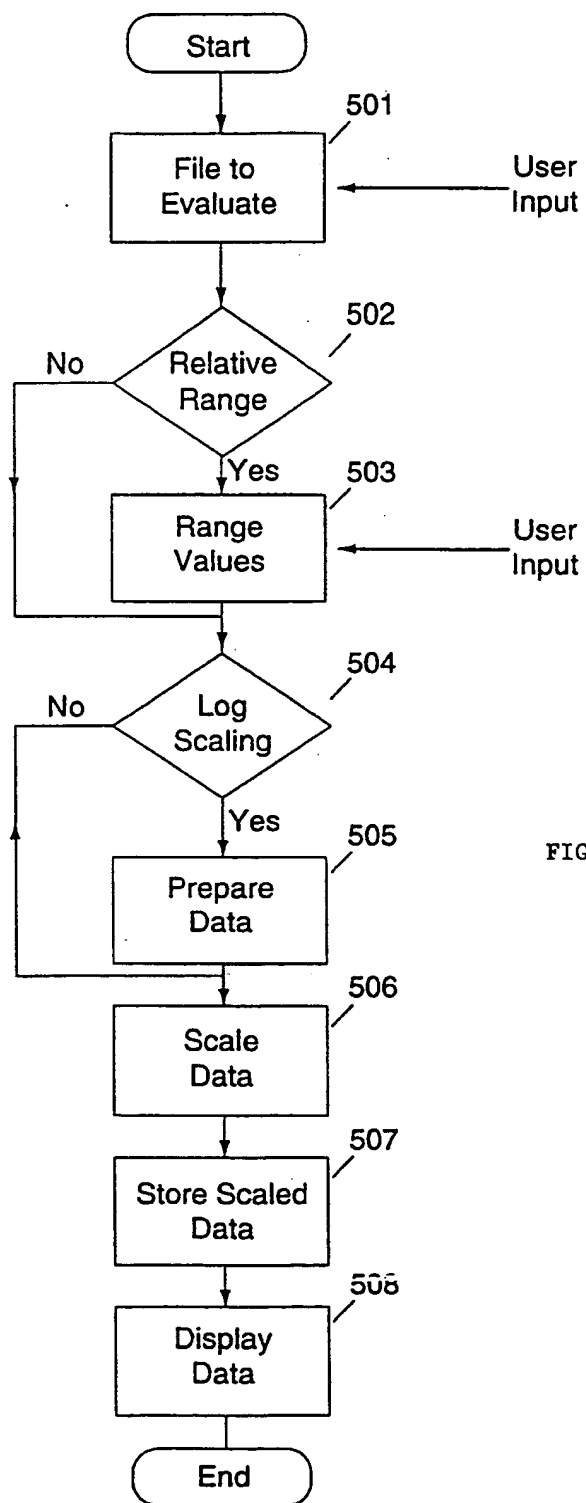 Start
501
File to
Evaluate
User
Input
502
No
Relative
Range
Yes
503
Range
Values
User
Input
504
No
Log
Scaling
Yes
505
Prepare
Data
FIG
506
Scale
Data
507
Store Scaled
Data
508
Display
Data
End